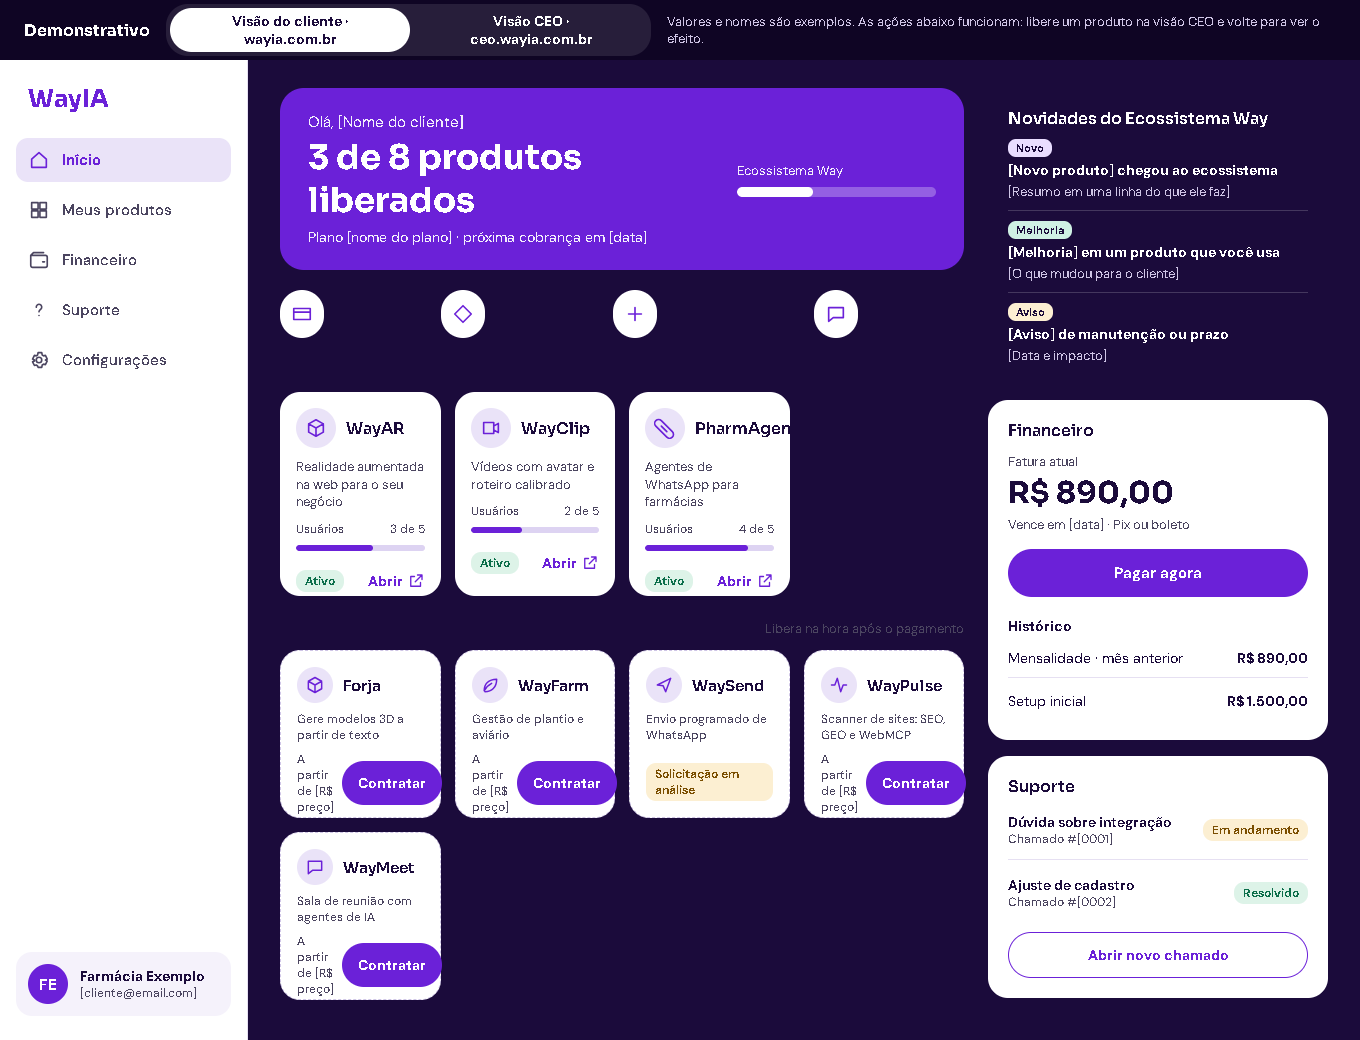 Demonstrativo
Visão do cliente ·
wayia.com.br
Visão CEO ·
ceo.wayia.com.br
Valores e nomes são exemplos. As ações abaixo funcionam: libere um produto na visão CEO e volte para ver o
efeito.
WayIA
Início
Meus produtos
Financeiro
Suporte
Configurações
FE
Farmácia Exemplo
[cliente@email.com]
Olá, [Nome do cliente]
3 de 8 produtos
liberados
Plano [nome do plano] · próxima cobrança em [data]
Ecossistema Way
WayAR
Realidade aumentada
na web para o seu
negócio
Usuários 3 de 5
Ativo Abrir
WayClip
Vídeos com avatar e
roteiro calibrado
Usuários 2 de 5
Ativo Abrir
PharmAgen
Agentes de
WhatsApp para
farmácias
Usuários 4 de 5
Ativo Abrir
Libera na hora após o pagamento
Forja
Gere modelos 3D a
partir de texto
A
partir
de [R$
preço]
Contratar
WayFarm
Gestão de plantio e
aviário
A
partir
de [R$
preço]
Contratar
WaySend
Envio programado de
WhatsApp
Solicitação em
análise
WayPulse
Scanner de sites: SEO,
GEO e WebMCP
A
partir
de [R$
preço]
Contratar
WayMeet
Sala de reunião com
agentes de IA
A
partir
de [R$
preço]
Contratar
Novidades do Ecossistema Way
Novo
[Novo produto] chegou ao ecossistema
[Resumo em uma linha do que ele faz]
Melhoria
[Melhoria] em um produto que você usa
[O que mudou para o cliente]
Aviso
[Aviso] de manutenção ou prazo
[Data e impacto]
Financeiro
Fatura atual
R$ 890,00
Vence em [data] · Pix ou boleto
Pagar agora
Histórico
Mensalidade · mês anterior R$ 890,00
Setup inicial R$ 1.500,00
Suporte
Dúvida sobre integração
Chamado #[0001]
Em andamento
Ajuste de cadastro
Chamado #[0002]
Resolvido
Abrir novo chamado